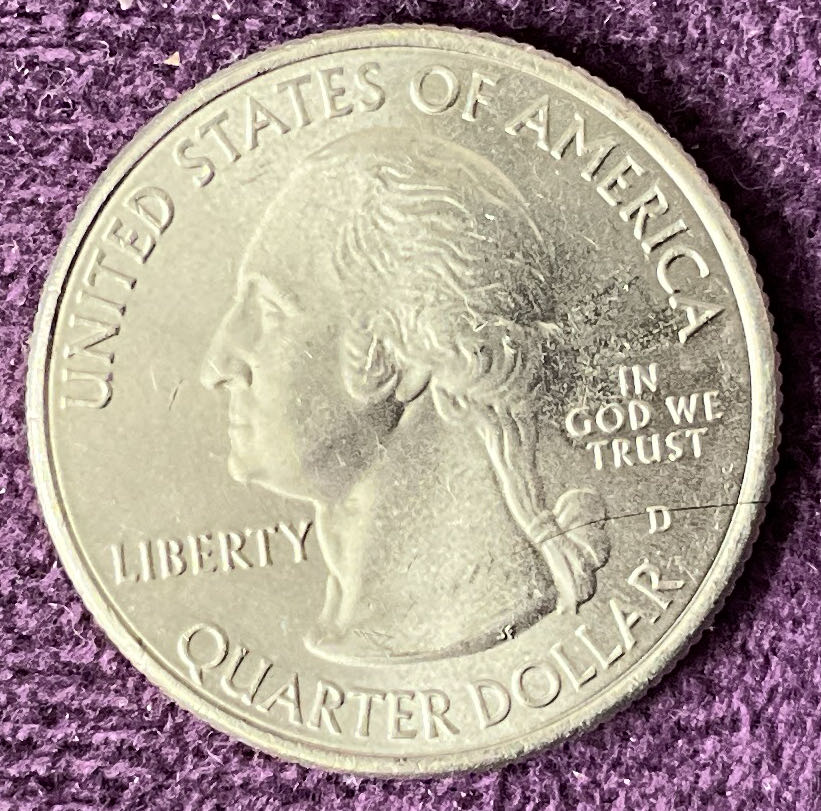 UNITED STATES OF AMERICA
IN
GOD WE
TRUST
D
LIBERTY
QUARTER DOLLAR